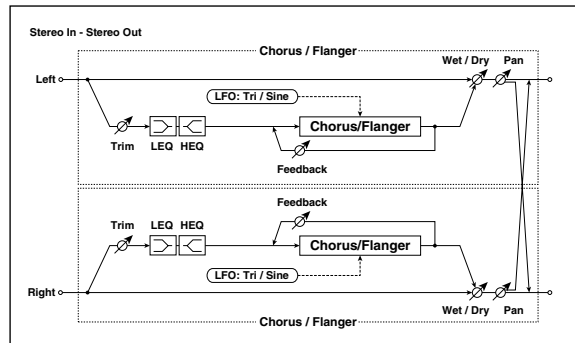 Stereo In - Stereo Out
Chorus / Flanger
Wet / Dry Pan
Left
LFO: Tri / Sine
Chorus/Flanger
Trim LEQ HEQ
Feedback
Feedback
Trim LEQ HEQ
Chorus/Flanger
LFO: Tri / Sine
Right
Wet / Dry Pan
Chorus / Flanger